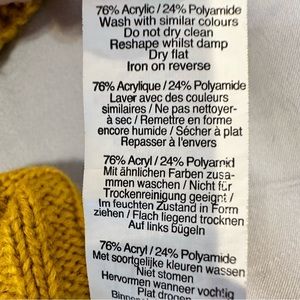 76% Acrylic / 24% Polyamide
Wash with similar colours
Do not dry clean
Reshape whilst damp
Dry flat
Iron on reverse
76% Acrylique / 24% Polyamide
Laver avec des couleurs
similaires / Ne pas nettoyer-
à sec / Remettre en forme
encore humide / Sécher à plat
Repasser à l'envers
76% Acryl / 24% Polyamid
Mit ähnlichen Farben zusa-
mmen waschen / Nicht für
Trockenreinigung geeignet /
Im feuchten Zustand in Form
ziehen / Flach liegend trocknen
Auf links bügeln
76% Acryl / 24% Polyamide
Met soortgelijke kleuren wassen
Niet stomen
Hervormen wanneer vochtig
Plat drogen